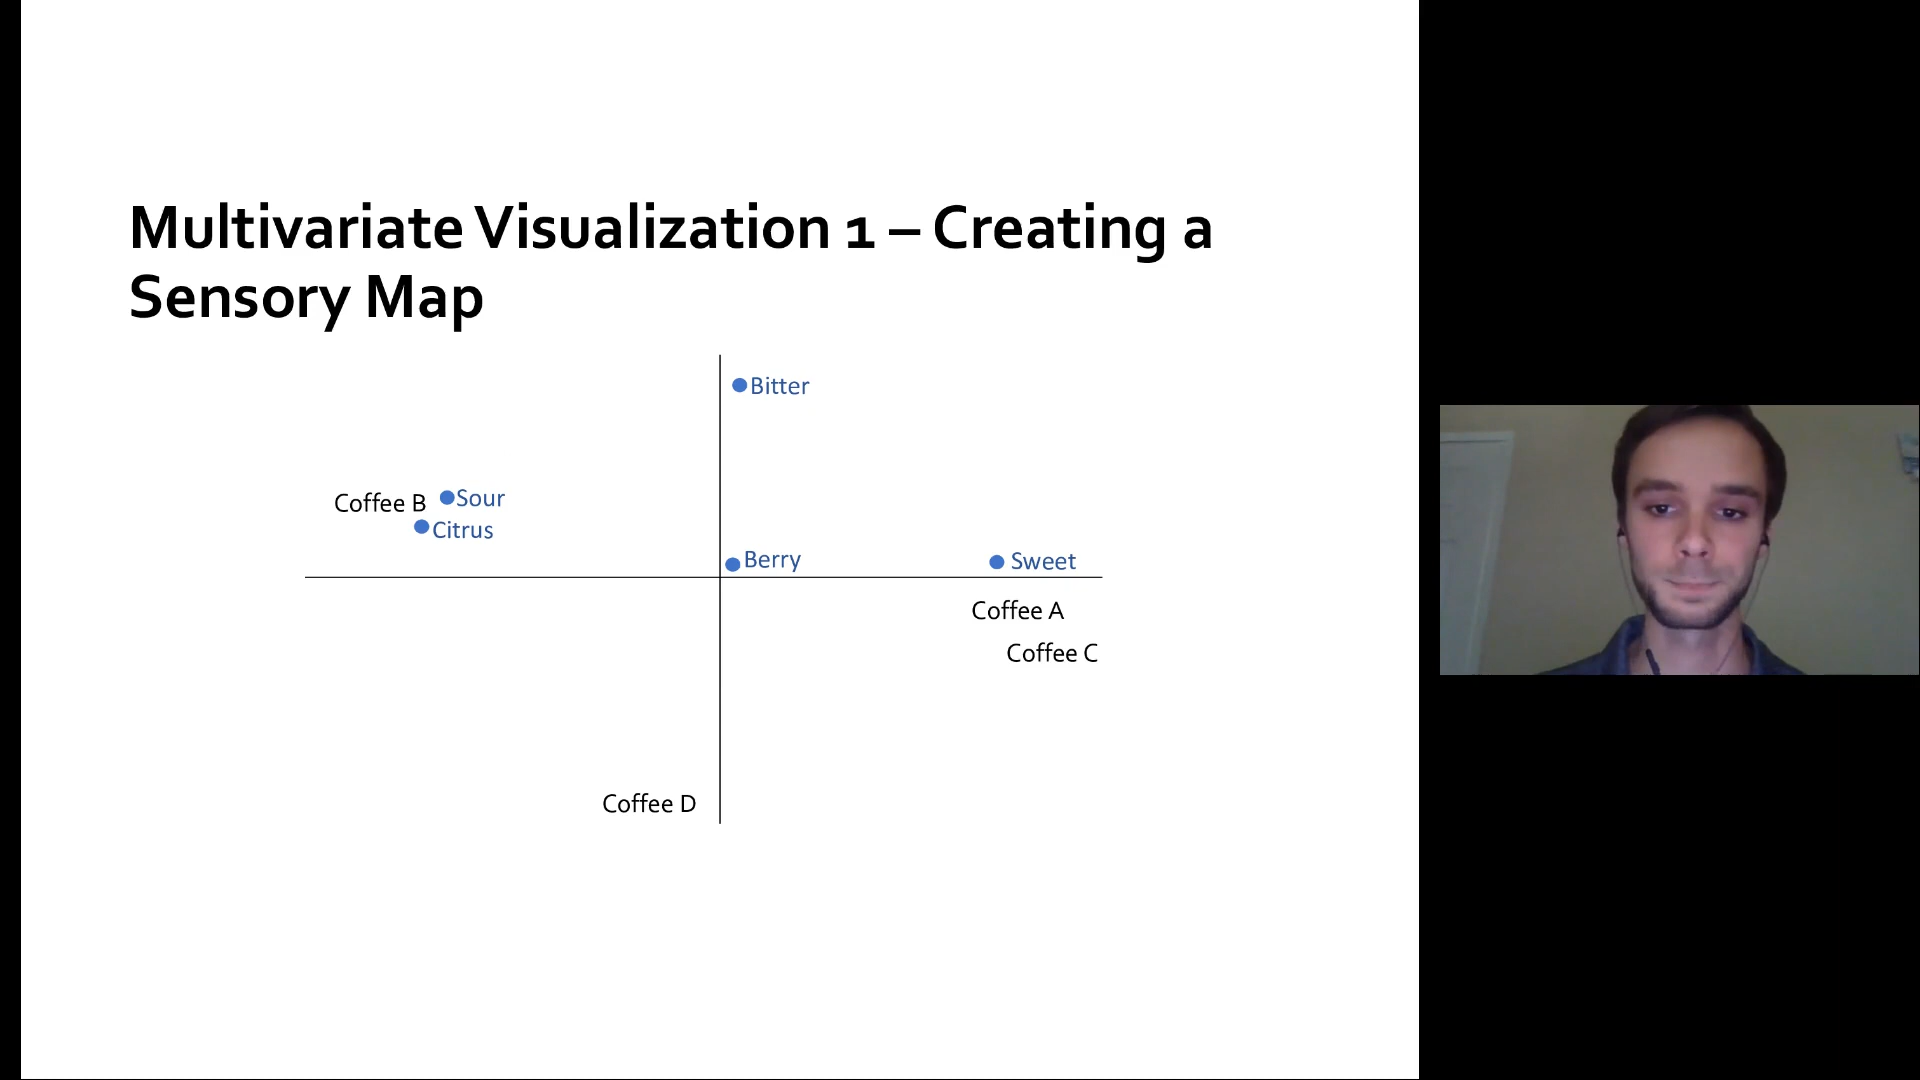 Multivariate Visualization 1 – Creating a
Sensory Map
Bitter
Coffee B
Sour
Citrus
Berry
Sweet
Coffee A
Coffee C
Coffee D